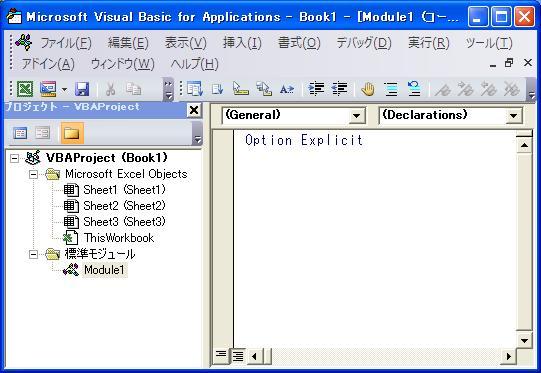 Microsoft Visual Basic for Applications - Book1 - [Module1 (コー...
ファイル(F) 編集(E) 表示(V) 挿入(I) 書式(O) デバッグ(D) 実行(R) ツール(T)
アドイン(A) ウィンドウ(W) ヘルプ(H)
プロジェクト - VBAProject
VBAProject (Book1)
Microsoft Excel Objects
Sheet1 (Sheet1)
Sheet2 (Sheet2)
Sheet3 (Sheet3)
ThisWorkbook
標準モジュール
Module1
(General) (Declarations)
Option Explicit